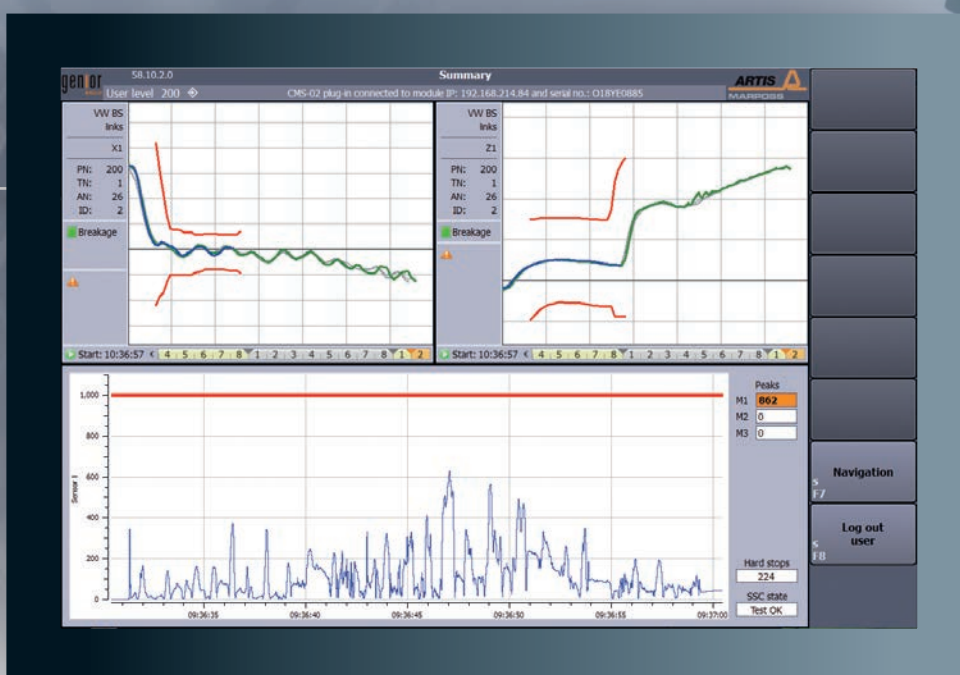 genior
58.10.2.0
Summary
User level 200
CMS-02 plug-in connected to module IP: 192.168.214.84 and serial no.: O18YE0885
ARTIS
MARPOSS
VW BS
links
X1
PN: 200
TN: 1
AN: 26
ID: 2
Breakage
Start: 10:36:57 < 4 5 6 7 8 1 2 3 4 5 6 7 8 1 2
VW BS
links
Z1
PN: 200
TN: 1
AN: 26
ID: 2
Breakage
Start: 10:36:57 < 4 5 6 7 8 1 2 3 4 5 6 7 8 1 2
1,000
800
600
400
200
0
Sensor I
09:36:35 09:36:40 09:36:45 09:36:50 09:36:55 09:37:00
Peaks
M1 862
M2 0
M3 0
Hard stops
224
SSC state
Test OK
Navigation
S
F7
Log out
user
S
F8